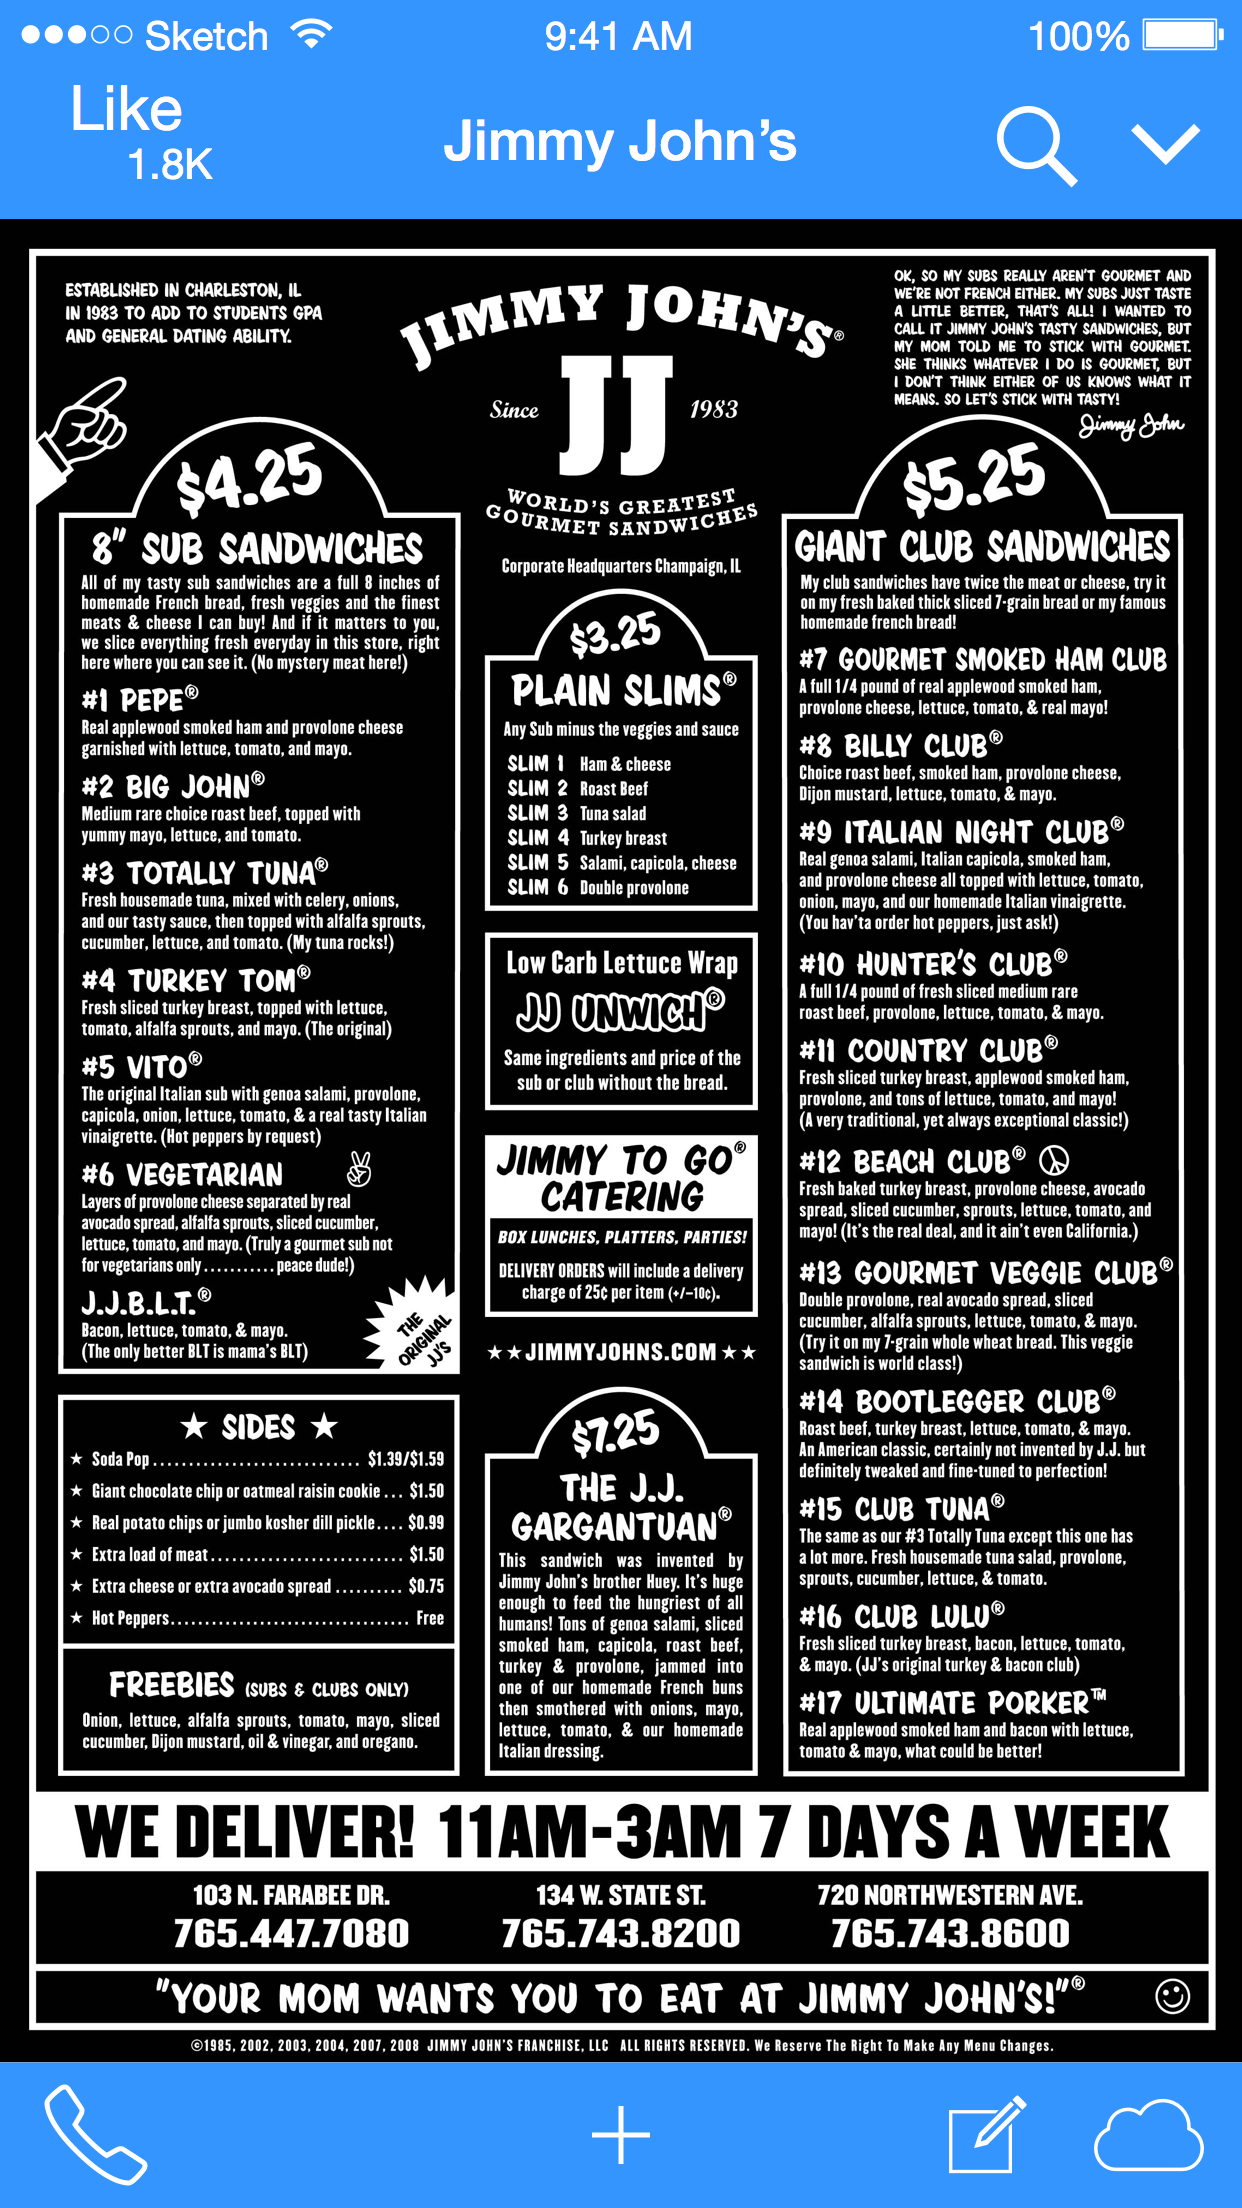 Sketch
9:41 AM
100%
Like
1.8K
Jimmy John's
ESTABLISHED IN CHARLESTON, IL
IN 1983 TO ADD TO STUDENTS GPA
AND GENERAL DATING ABILITY.
JIMMY JOHN'S®
JJ
Since 1983
WORLD'S GREATEST
GOURMET SANDWICHES
Corporate Headquarters Champaign, IL
OK, SO MY SUBS REALLY AREN'T GOURMET AND
WE'RE NOT FRENCH EITHER. MY SUBS JUST TASTE
A LITTLE BETTER, THAT'S ALL! I WANTED TO
CALL IT JIMMY JOHN'S TASTY SANDWICHES, BUT
MY MOM TOLD ME TO STICK WITH GOURMET.
SHE THINKS WHATEVER I DO IS GOURMET, BUT
I DON'T THINK EITHER OF US KNOWS WHAT IT
MEANS. SO LET'S STICK WITH TASTY!
Jimmy John
$4.25
8" SUB SANDWICHES
All of my tasty sub sandwiches are a full 8 inches of
homemade French bread, fresh veggies and the finest
meats & cheese I can buy! And if it matters to you,
we slice everything fresh everyday in this store, right
here where you can see it. (No mystery meat here!)
#1 PEPE®
Real applewood smoked ham and provolone cheese
garnished with lettuce, tomato, and mayo.
#2 BIG JOHN®
Medium rare choice roast beef, topped with
yummy mayo, lettuce, and tomato.
#3 TOTALLY TUNA®
Fresh housemade tuna, mixed with celery, onions,
and our tasty sauce, then topped with alfalfa sprouts,
cucumber, lettuce, and tomato. (My tuna rocks!)
#4 TURKEY TOM®
Fresh sliced turkey breast, topped with lettuce,
tomato, alfalfa sprouts, and mayo. (The original)
#5 VITO®
The original Italian sub with genoa salami, provolone,
capicola, onion, lettuce, tomato, & a real tasty Italian
vinaigrette. (Hot peppers by request)
#6 VEGETARIAN
Layers of provolone cheese separated by real
avocado spread, alfalfa sprouts, sliced cucumber,
lettuce, tomato, and mayo. (Truly a gourmet sub not
for vegetarians only ........... peace dude!)
J.J.B.L.T.®
Bacon, lettuce, tomato, & mayo.
(The only better BLT is mama's BLT)
THE
ORIGINAL
JJ'S
★ SIDES ★
★ Soda Pop ............................ $1.39/$1.59
★ Giant chocolate chip or oatmeal raisin cookie ... $1.50
★ Real potato chips or jumbo kosher dill pickle.... $0.99
★ Extra load of meat.......................... $1.50
★ Extra cheese or extra avocado spread .......... $0.75
★ Hot Peppers................................ Free
FREEBIES (SUBS & CLUBS ONLY)
Onion, lettuce, alfalfa sprouts, tomato, mayo, sliced
cucumber, Dijon mustard, oil & vinegar, and oregano.
$3.25
PLAIN SLIMS®
Any Sub minus the veggies and sauce
SLIM 1 Ham & cheese
SLIM 2 Roast Beef
SLIM 3 Tuna salad
SLIM 4 Turkey breast
SLIM 5 Salami, capicola, cheese
SLIM 6 Double provolone
Low Carb Lettuce Wrap
JJ UNWICH®
Same ingredients and price of the
sub or club without the bread.
JIMMY TO GO®
CATERING
BOX LUNCHES, PLATTERS, PARTIES!
DELIVERY ORDERS will include a delivery
charge of 25¢ per item (+/–10¢).
★★JIMMYJOHNS.COM★★
$7.25
THE J.J.
GARGANTUAN®
This sandwich was invented by
Jimmy John's brother Huey. It's huge
enough to feed the hungriest of all
humans! Tons of genoa salami, sliced
smoked ham, capicola, roast beef,
turkey & provolone, jammed into
one of our homemade French buns
then smothered with onions, mayo,
lettuce, tomato, & our homemade
Italian dressing.
$5.25
GIANT CLUB SANDWICHES
My club sandwiches have twice the meat or cheese, try it
on my fresh baked thick sliced 7-grain bread or my famous
homemade french bread!
#7 GOURMET SMOKED HAM CLUB
A full 1/4 pound of real applewood smoked ham,
provolone cheese, lettuce, tomato, & real mayo!
#8 BILLY CLUB®
Choice roast beef, smoked ham, provolone cheese,
Dijon mustard, lettuce, tomato, & mayo.
#9 ITALIAN NIGHT CLUB®
Real genoa salami, Italian capicola, smoked ham,
and provolone cheese all topped with lettuce, tomato,
onion, mayo, and our homemade Italian vinaigrette.
(You hav'ta order hot peppers, just ask!)
#10 HUNTER'S CLUB®
A full 1/4 pound of fresh sliced medium rare
roast beef, provolone, lettuce, tomato, & mayo.
#11 COUNTRY CLUB®
Fresh sliced turkey breast, applewood smoked ham,
provolone, and tons of lettuce, tomato, and mayo!
(A very traditional, yet always exceptional classic!)
#12 BEACH CLUB®
Fresh baked turkey breast, provolone cheese, avocado
spread, sliced cucumber, sprouts, lettuce, tomato, and
mayo! (It's the real deal, and it ain't even California.)
#13 GOURMET VEGGIE CLUB®
Double provolone, real avocado spread, sliced
cucumber, alfalfa sprouts, lettuce, tomato, & mayo.
(Try it on my 7-grain whole wheat bread. This veggie
sandwich is world class!)
#14 BOOTLEGGER CLUB®
Roast beef, turkey breast, lettuce, tomato, & mayo.
An American classic, certainly not invented by J.J. but
definitely tweaked and fine-tuned to perfection!
#15 CLUB TUNA®
The same as our #3 Totally Tuna except this one has
a lot more. Fresh housemade tuna salad, provolone,
sprouts, cucumber, lettuce, & tomato.
#16 CLUB LULU®
Fresh sliced turkey breast, bacon, lettuce, tomato,
& mayo. (JJ's original turkey & bacon club)
#17 ULTIMATE PORKER™
Real applewood smoked ham and bacon with lettuce,
tomato & mayo, what could be better!
WE DELIVER! 11AM-3AM 7 DAYS A WEEK
103 N. FARABEE DR.
765.447.7080
134 W. STATE ST.
765.743.8200
720 NORTHWESTERN AVE.
765.743.8600
"YOUR MOM WANTS YOU TO EAT AT JIMMY JOHN'S!"®
©1985, 2002, 2003, 2004, 2007, 2008 JIMMY JOHN'S FRANCHISE, LLC ALL RIGHTS RESERVED. We Reserve The Right To Make Any Menu Changes.